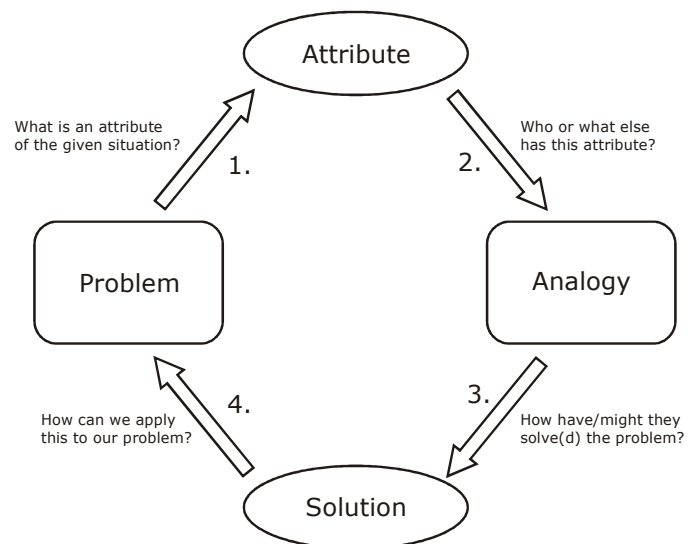 Attribute
What is an attribute
of the given situation?
1.
2.
Who or what else
has this attribute?
Problem
Analogy
How can we apply
this to our problem?
4.
3.
How have/might they
solve(d) the problem?
Solution